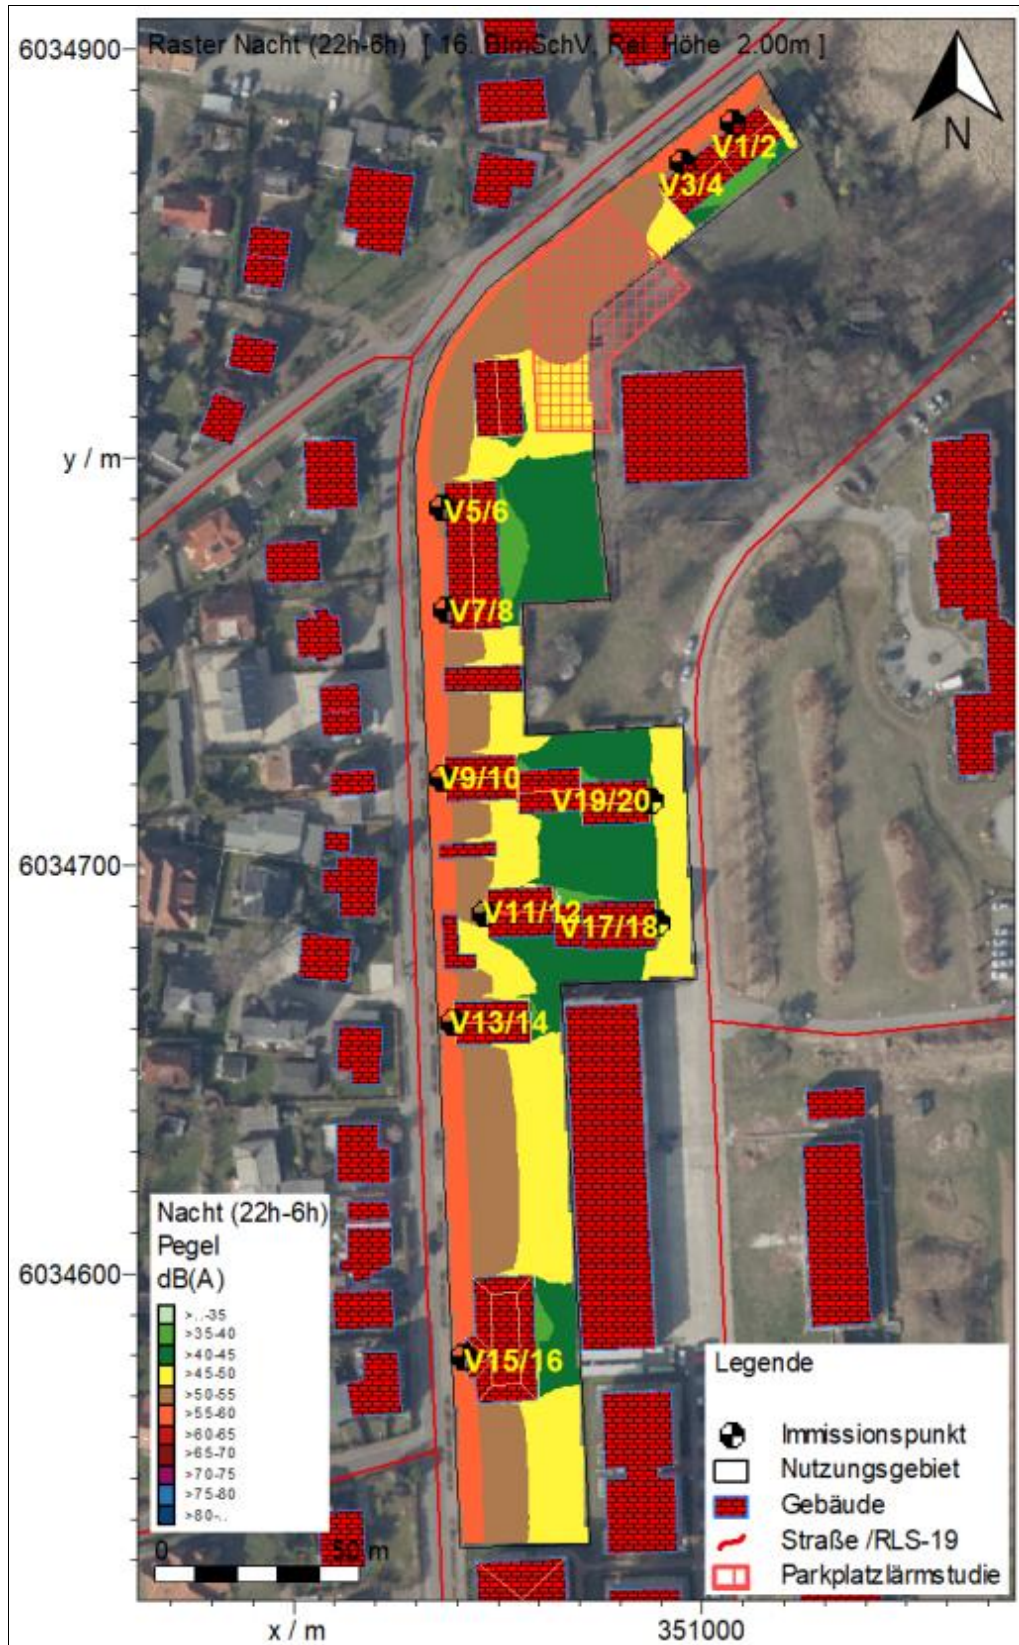 6034900
Raster Nacht (22h-6h) [ 16. BImSchV, Rel. Höhe 2.00m ]
N
V1/2
V3/4
y / m
V5/6
V7/8
V9/10
V19/20
6034700
V11/12
V17/18
V13/14
6034600
V15/16
Nacht (22h-6h)
Pegel
dB(A)
>..-35
>35-40
>40-45
>45-50
>50-55
>55-60
>60-65
>65-70
>70-75
>75-80
>80-..
0 50 m
Legende
Immissionspunkt
Nutzungsgebiet
Gebäude
Straße /RLS-19
Parkplatzlärmstudie
x / m
351000